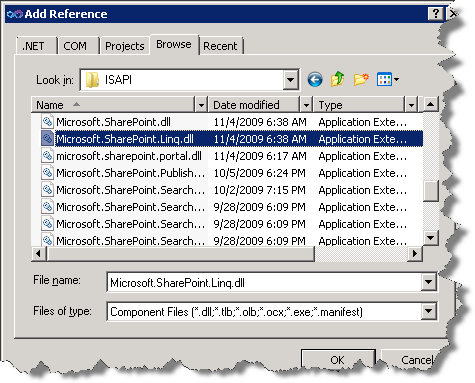 Add Reference
.NET COM Projects Browse Recent
Look in: ISAPI
Name Date modified Type
Microsoft.SharePoint.dll 11/4/2009 6:38 AM Application Exte...
Microsoft.SharePoint.Linq.dll 11/4/2009 6:38 AM Application Exte...
microsoft.sharepoint.portal.dll 11/4/2009 6:17 AM Application Exte...
Microsoft.SharePoint.Publish... 10/5/2009 6:24 PM Application Exte...
Microsoft.SharePoint.Search... 10/2/2009 7:15 PM Application Exte...
Microsoft.SharePoint.Search... 9/28/2009 6:09 PM Application Exte...
Microsoft.SharePoint.Search... 9/28/2009 6:09 PM Application Exte...
Microsoft.SharePoint.Search... 9/28/2009 6:09 PM Application Exte...
File name: Microsoft.SharePoint.Linq.dll
Files of type: Component Files (*.dll;*.tlb;*.olb;*.ocx;*.exe;*.manifest)
OK Cancel